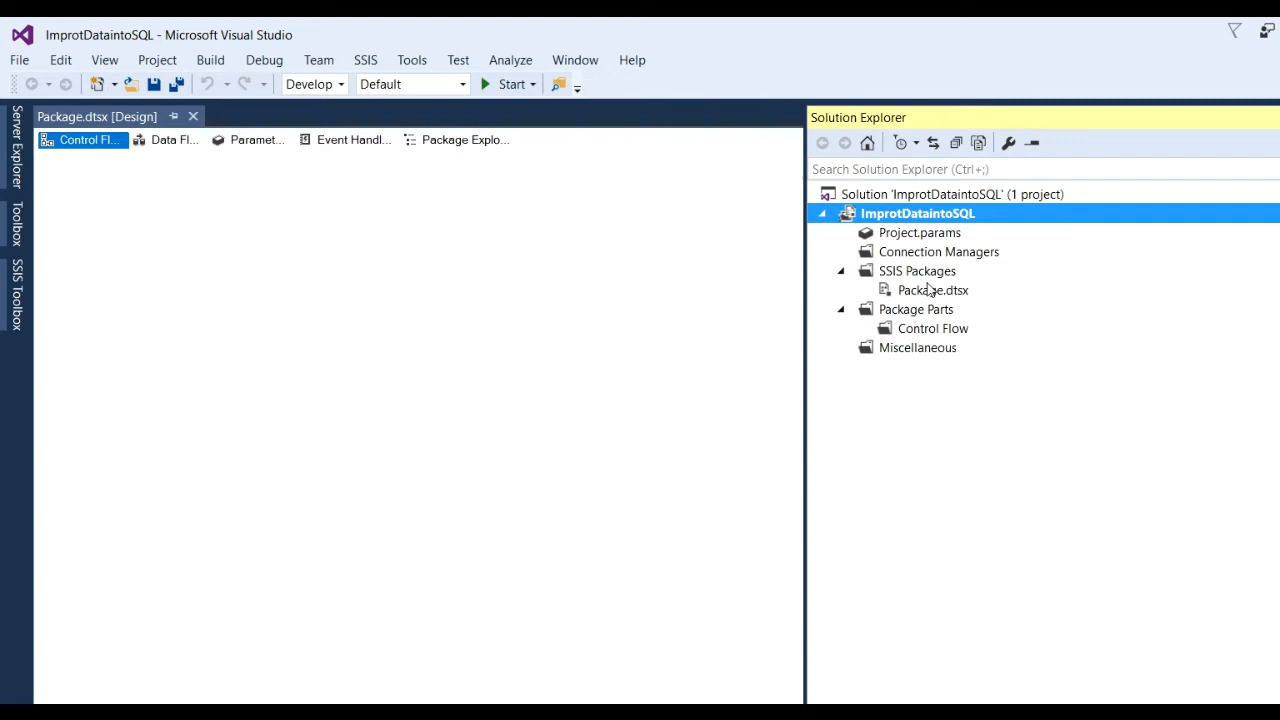 ImprotDataintoSQL - Microsoft Visual Studio
File Edit View Project Build Debug Team SSIS Tools Test Analyze Window Help
Develop Default Start
Server Explorer
Toolbox
SSIS Toolbox
Package.dtsx [Design]
Control Fl... Data Fl... Paramet... Event Handl... Package Explo...
Solution Explorer
Search Solution Explorer (Ctrl+;)
Solution 'ImprotDataintoSQL' (1 project)
ImprotDataintoSQL
Project.params
Connection Managers
SSIS Packages
Package.dtsx
Package Parts
Control Flow
Miscellaneous